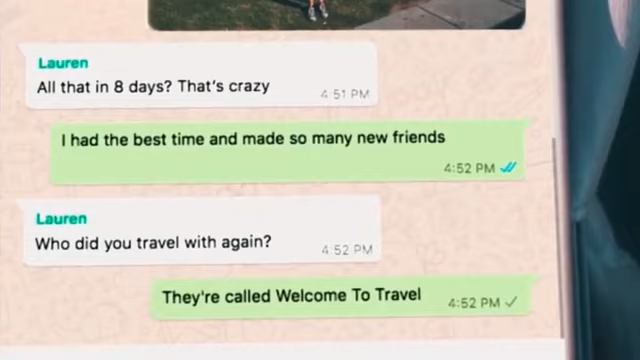 Lauren
All that in 8 days? That's crazy
4:51 PM
I had the best time and made so many new friends
4:52 PM
Lauren
Who did you travel with again?
4:52 PM
They're called Welcome To Travel
4:52 PM